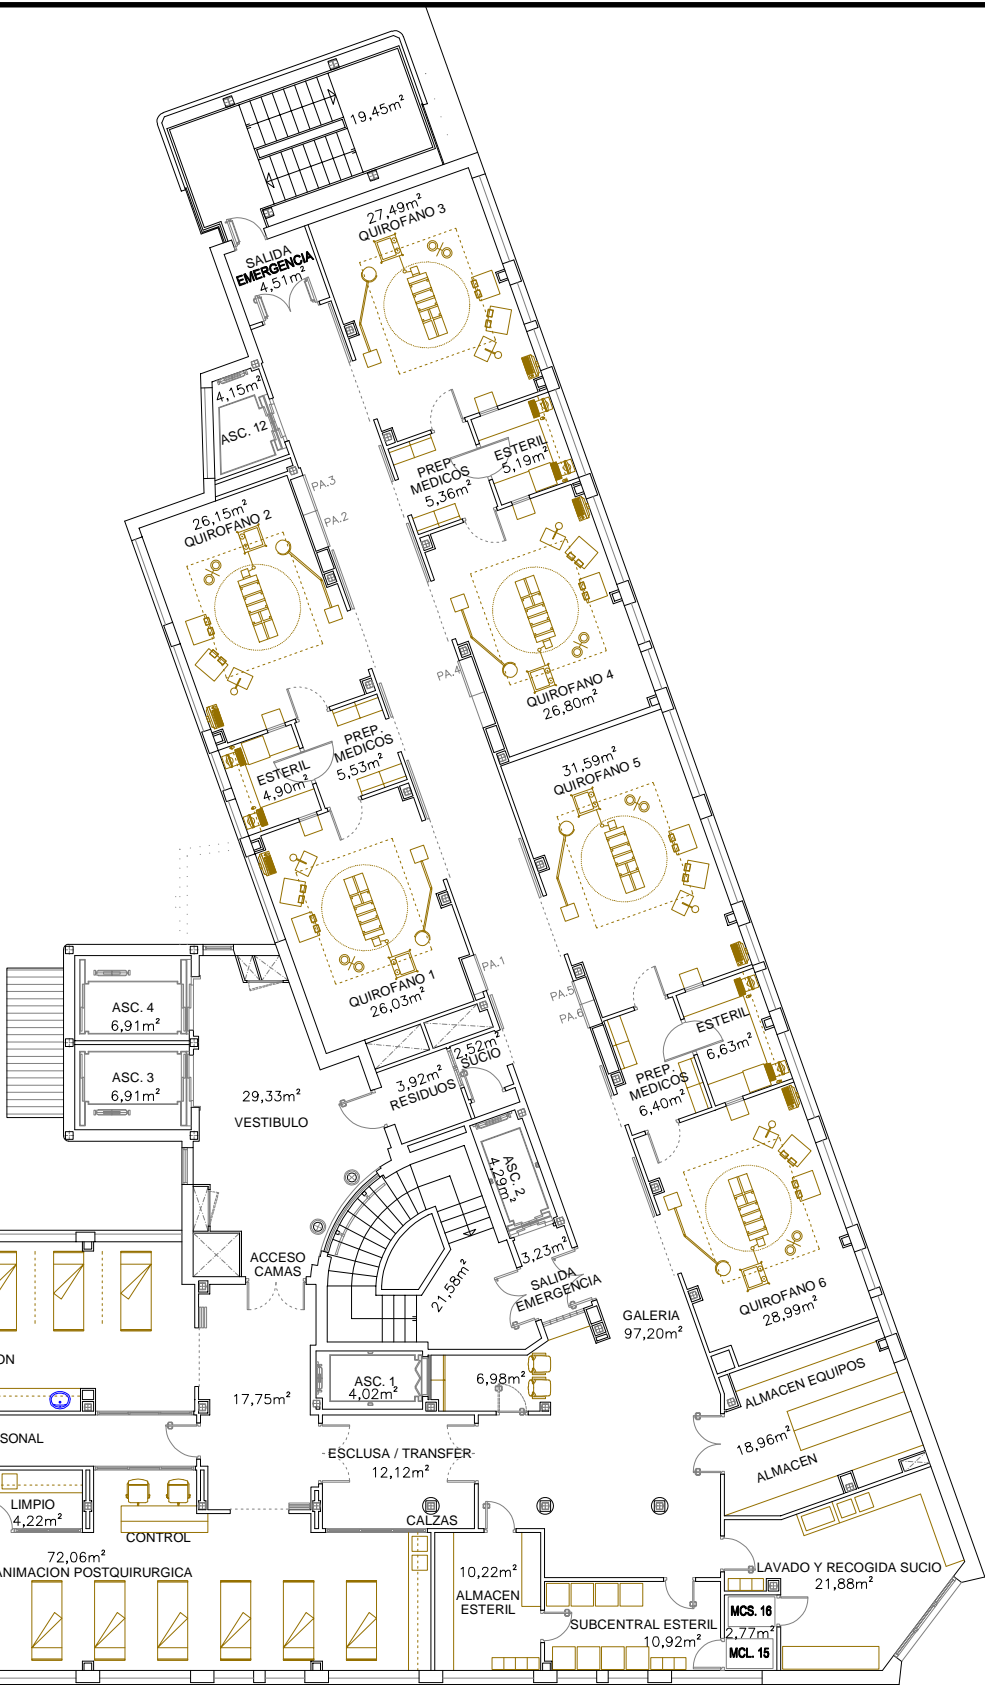 19,45m²
27,49m²
QUIROFANO 3
SALIDA
EMERGENCIA
4,51m²
4,15m²
ASC. 12
PREP.
MEDICOS
5,36m²
ESTERIL
5,19m²
PA.3
PA.2
26,15m²
QUIROFANO 2
PA.4
QUIROFANO 4
26,80m²
PREP.
MEDICOS
5,53m²
ESTERIL
4,90m²
31,59m²
QUIROFANO 5
QUIROFANO 1
26,03m²
PA.1
PA.5
PA.6
ASC. 4
6,91m²
ASC. 3
6,91m²
29,33m²
VESTIBULO
2,52m²
SUCIO
3,92m²
RESIDUOS
ESTERIL
6,63m²
PREP.
MEDICOS
6,40m²
ASC. 2
4,29m²
3,23m²
SALIDA
EMERGENCIA
21,58m²
ACCESO
CAMAS
QUIROFANO 6
28,99m²
GALERIA
97,20m²
ON
ASC. 1
4,02m²
6,98m²
17,75m²
ALMACEN EQUIPOS
18,96m²
ALMACEN
SONAL
ESCLUSA / TRANSFER
12,12m²
CALZAS
LIMPIO
4,22m²
CONTROL
72,06m²
ANIMACION POSTQUIRURGICA
10,22m²
ALMACEN
ESTERIL
SUBCENTRAL ESTERIL
10,92m²
LAVADO Y RECOGIDA SUCIO
21,88m²
MCS. 16
2,77m²
MCL. 15